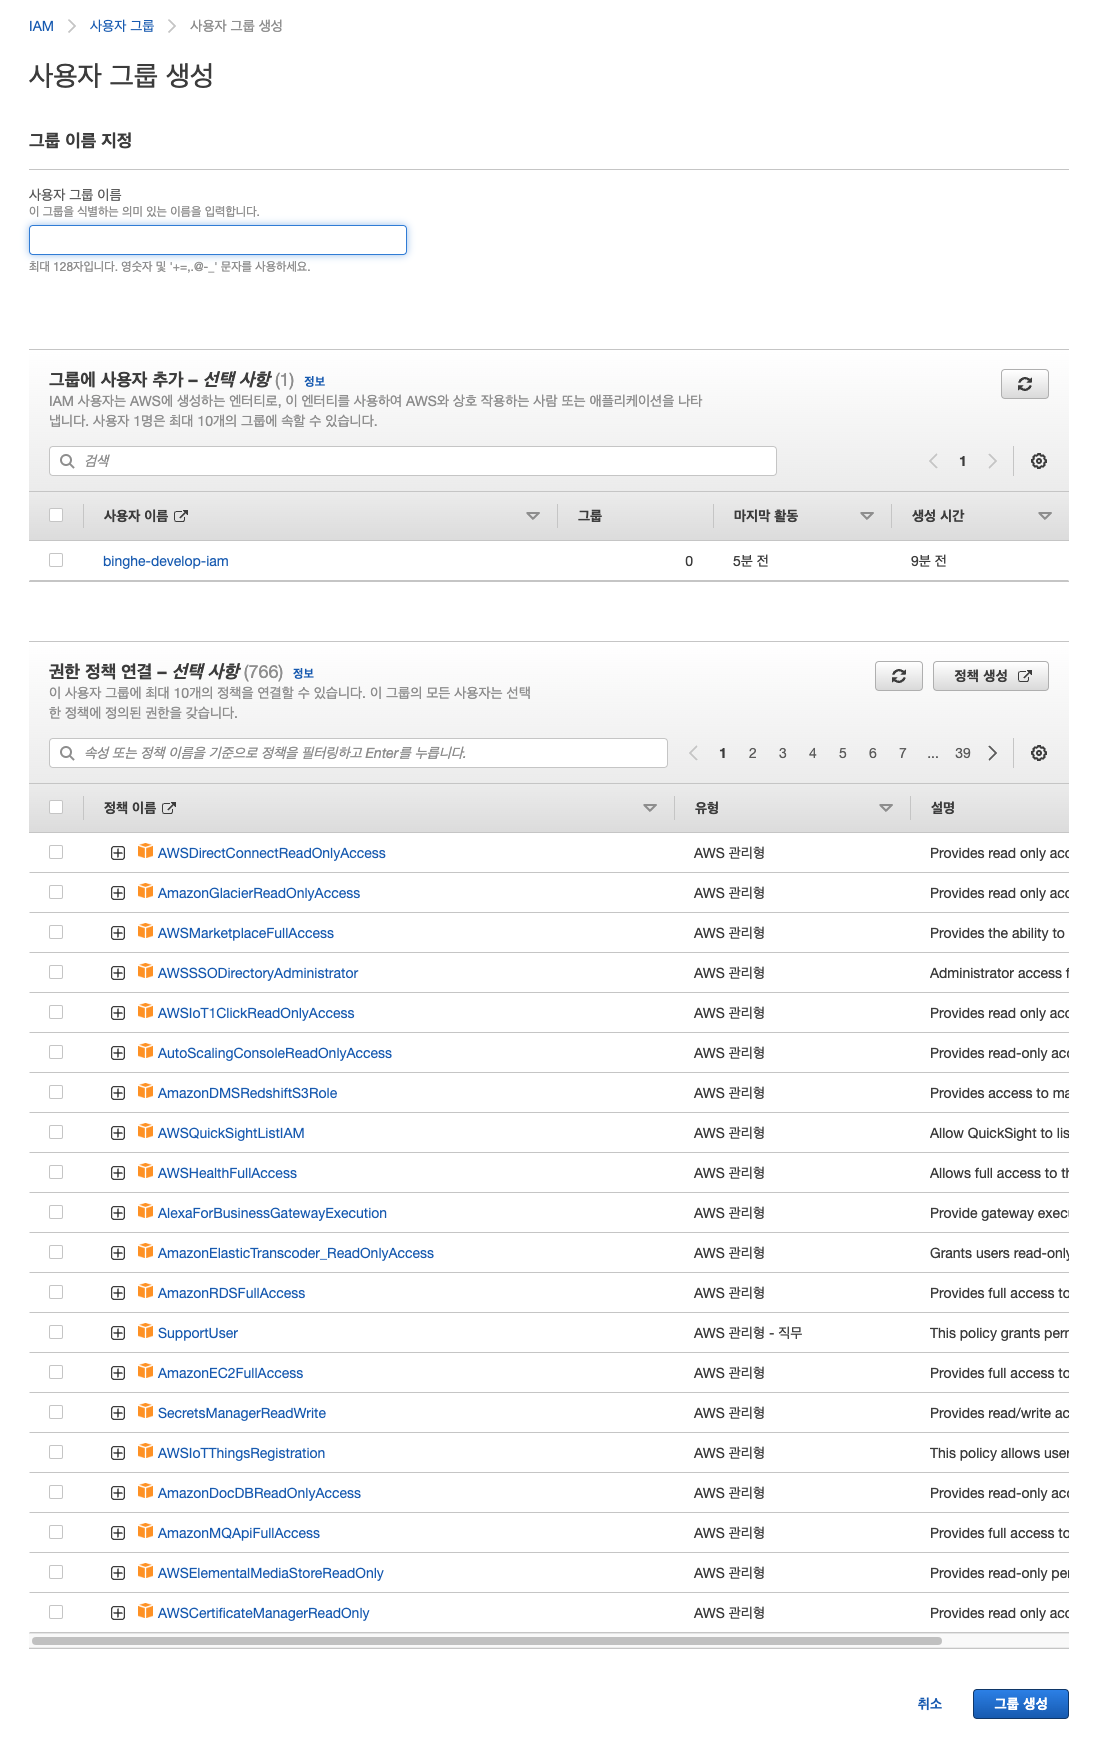 IAM > 사용자 그룹 > 사용자 그룹 생성
사용자 그룹 생성
그룹 이름 지정
사용자 그룹 이름
이 그룹을 식별하는 의미 있는 이름을 입력합니다.
최대 128자입니다. 영숫자 및 '+=,.@-_' 문자를 사용하세요.
그룹에 사용자 추가 – 선택 사항 (1) 정보
IAM 사용자는 AWS에 생성하는 엔터티로, 이 엔터티를 사용하여 AWS와 상호 작용하는 사람 또는 애플리케이션을 나타
냅니다. 사용자 1명은 최대 10개의 그룹에 속할 수 있습니다.
검색 < 1 >
사용자 이름 그룹 마지막 활동 생성 시간
binghe-develop-iam 0 5분 전 9분 전
권한 정책 연결 – 선택 사항 (766) 정보
정책 생성
이 사용자 그룹에 최대 10개의 정책을 연결할 수 있습니다. 이 그룹의 모든 사용자는 선택
한 정책에 정의된 권한을 갖습니다.
속성 또는 정책 이름을 기준으로 정책을 필터링하고 Enter를 누릅니다. < 1 2 3 4 5 6 7 ... 39 >
정책 이름 유형 설명
AWSDirectConnectReadOnlyAccess AWS 관리형 Provides read only acc
AmazonGlacierReadOnlyAccess AWS 관리형 Provides read only acc
AWSMarketplaceFullAccess AWS 관리형 Provides the ability to
AWSSSODirectoryAdministrator AWS 관리형 Administrator access f
AWSIoT1ClickReadOnlyAccess AWS 관리형 Provides read only acc
AutoScalingConsoleReadOnlyAccess AWS 관리형 Provides read-only acc
AmazonDMSRedshiftS3Role AWS 관리형 Provides access to ma
AWSQuickSightListIAM AWS 관리형 Allow QuickSight to lis
AWSHealthFullAccess AWS 관리형 Allows full access to th
AlexaForBusinessGatewayExecution AWS 관리형 Provide gateway exec
AmazonElasticTranscoder_ReadOnlyAccess AWS 관리형 Grants users read-only
AmazonRDSFullAccess AWS 관리형 Provides full access to
SupportUser AWS 관리형 - 직무 This policy grants perm
AmazonEC2FullAccess AWS 관리형 Provides full access to
SecretsManagerReadWrite AWS 관리형 Provides read/write ac
AWSIoTThingsRegistration AWS 관리형 This policy allows user
AmazonDocDBReadOnlyAccess AWS 관리형 Provides read-only acc
AmazonMQApiFullAccess AWS 관리형 Provides full access to
AWSElementalMediaStoreReadOnly AWS 관리형 Provides read-only per
AWSCertificateManagerReadOnly AWS 관리형 Provides read only acc
취소 그룹 생성